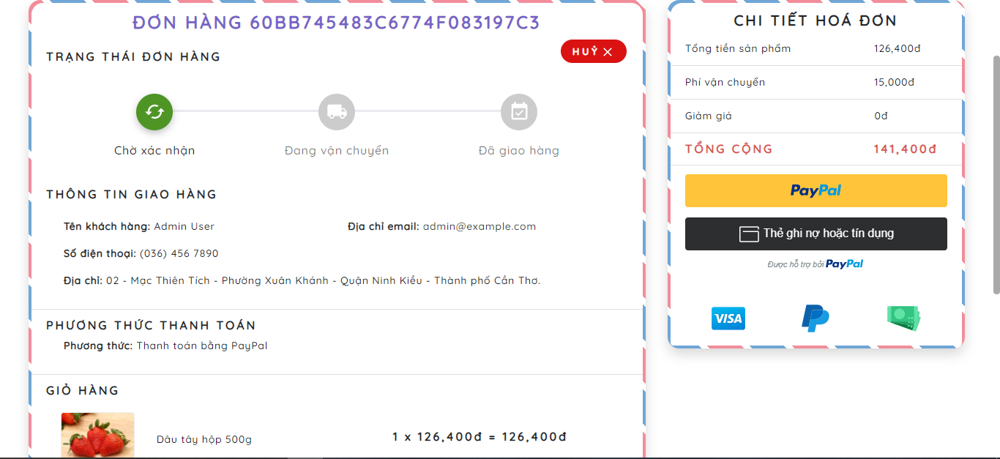 ĐƠN HÀNG 60BB745483C6774F083197C3
TRẠNG THÁI ĐƠN HÀNG
HUỶ ✕
Chờ xác nhận
Đang vận chuyển
Đã giao hàng
THÔNG TIN GIAO HÀNG
Tên khách hàng: Admin User
Địa chỉ email: admin@example.com
Số điện thoại: (036) 456 7890
Địa chỉ: 02 - Mạc Thiên Tích - Phường Xuân Khánh - Quận Ninh Kiều - Thành phố Cần Thơ.
PHƯƠNG THỨC THANH TOÁN
Phương thức: Thanh toán bằng PayPal
GIỎ HÀNG
Dâu tây hộp 500g
1 x 126,400đ = 126,400đ
CHI TIẾT HOÁ ĐƠN
Tổng tiền sản phẩm 126,400đ
Phí vận chuyển 15,000đ
Giảm giá 0đ
TỔNG CỘNG 141,400đ
PayPal
Thẻ ghi nợ hoặc tín dụng
Được hỗ trợ bởi PayPal
VISA